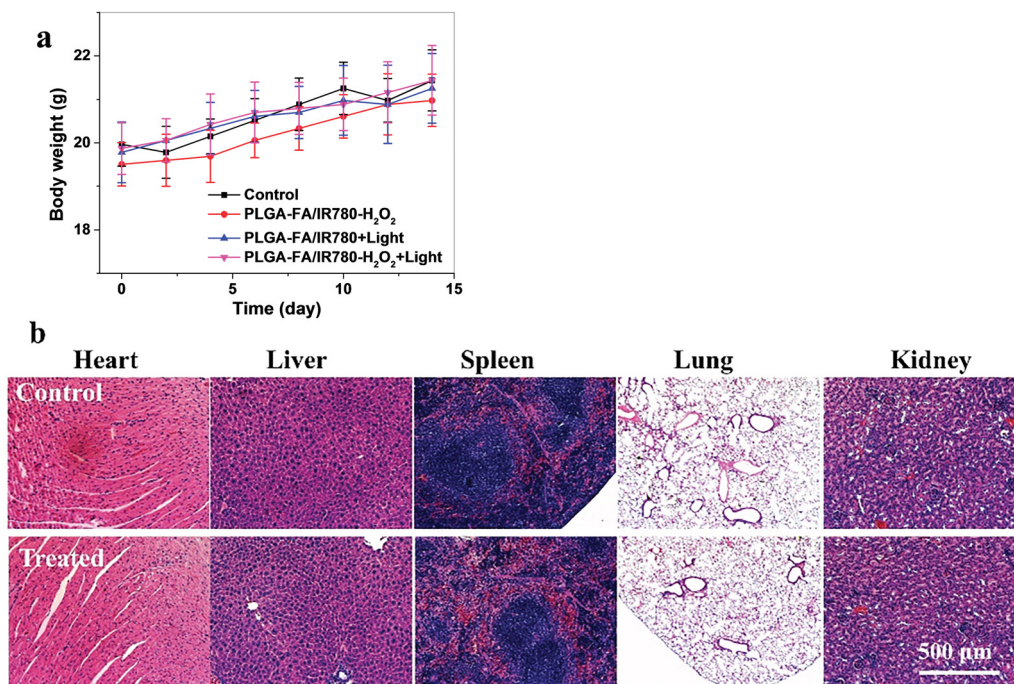 a
22
20
18
Body weight (g)
Control
PLGA-FA/IR780-H₂O₂
PLGA-FA/IR780+Light
PLGA-FA/IR780-H₂O₂+Light
0 5 10 15
Time (day)
b
Heart Liver Spleen Lung Kidney
Control
Treated
500 μm